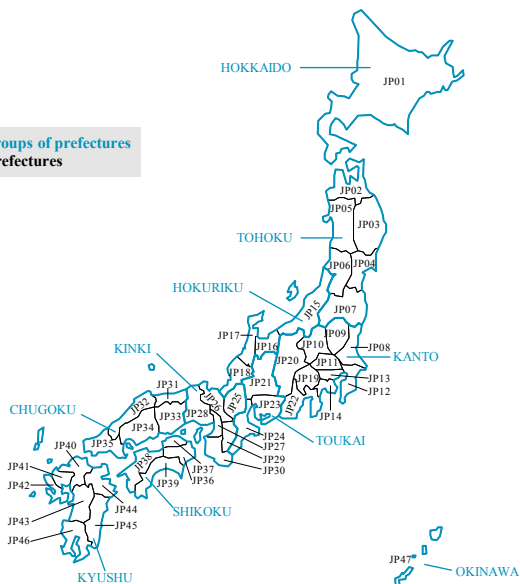 HOKKAIDO
JP01
roups of prefectures
refectures
JP02
JP05
JP03
TOHOKU
JP06
JP04
HOKURIKU
JP15
JP07
JP17
JP16
JP10
JP09
JP08
KINKI
JP18
JP20
JP11
KANTO
JP31
JP21
JP19
JP13
JP12
JP32
JP26
JP25
JP23
JP22
JP14
CHUGOKU
JP33
JP28
JP34
JP35
JP24
TOUKAI
JP40
JP27
JP38
JP37
JP29
JP41
JP36
JP30
JP42
JP39
JP44
SHIKOKU
JP43
JP45
JP46
JP47
KYUSHU
OKINAWA